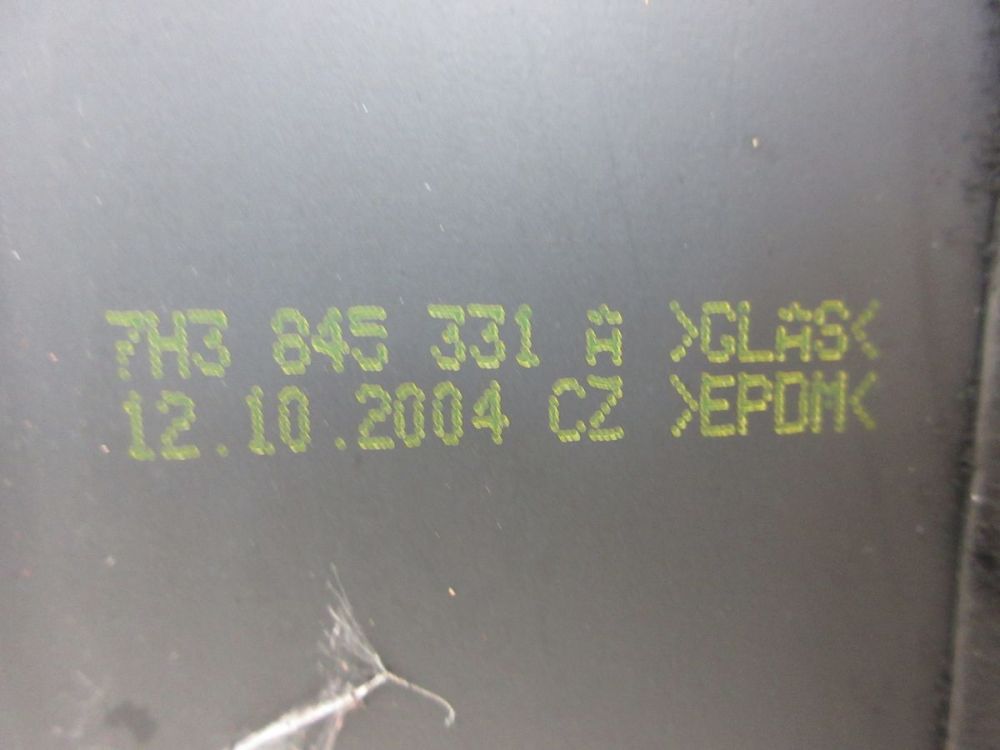 7H3 845 331 A >GLAS<
12.10.2004 CZ >EPDM<